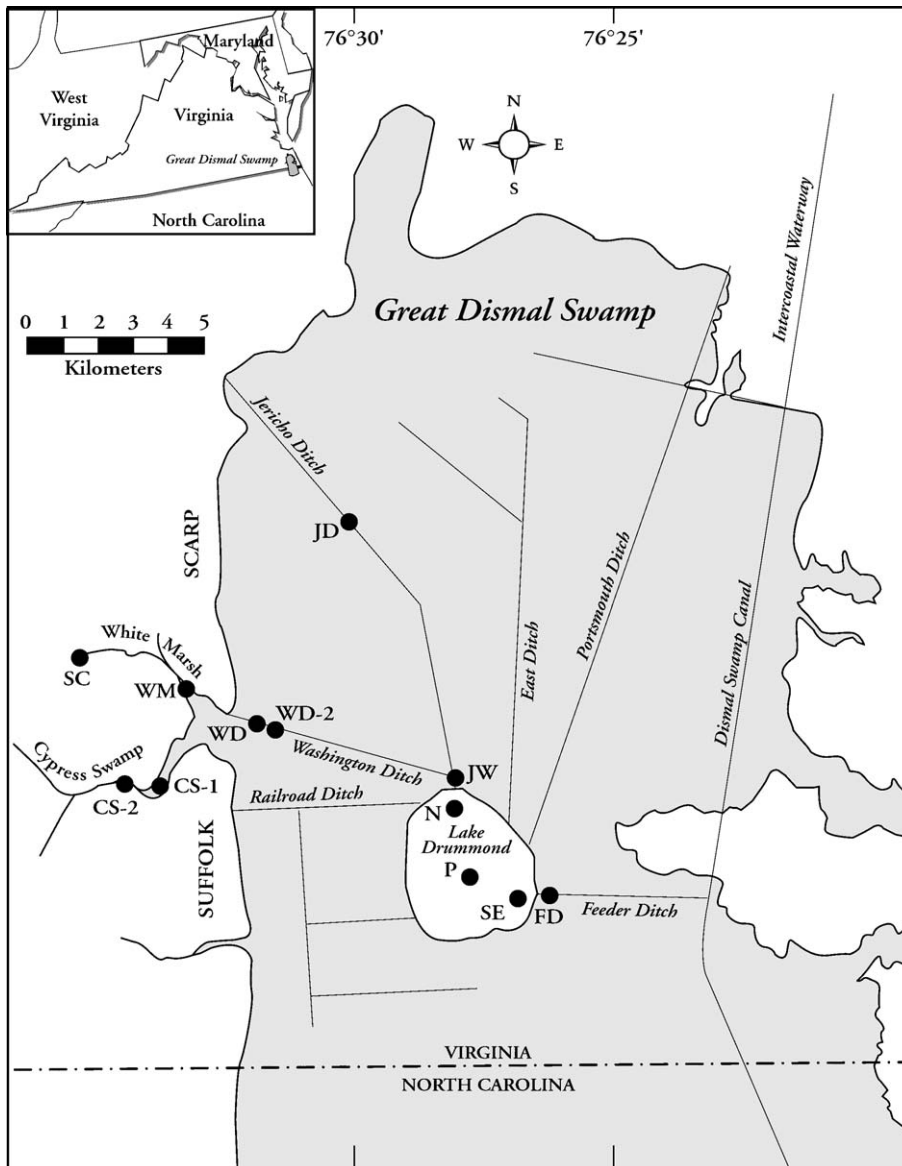 76°30'
76°25'
Maryland
West
Virginia
Virginia
Great Dismal Swamp
North Carolina
N
W
E
S
Intercoastal Waterway
Great Dismal Swamp
0 1 2 3 4 5
Kilometers
Jericho Ditch
JD
SCARP
Portsmouth Ditch
East Ditch
Dismal Swamp Canal
White Marsh
SC
WM
WD
WD-2
Washington Ditch
JW
Cypress Swamp
CS-2
CS-1
Railroad Ditch
N
Lake
Drummond
P
SE
FD
Feeder Ditch
SUFFOLK
VIRGINIA
NORTH CAROLINA